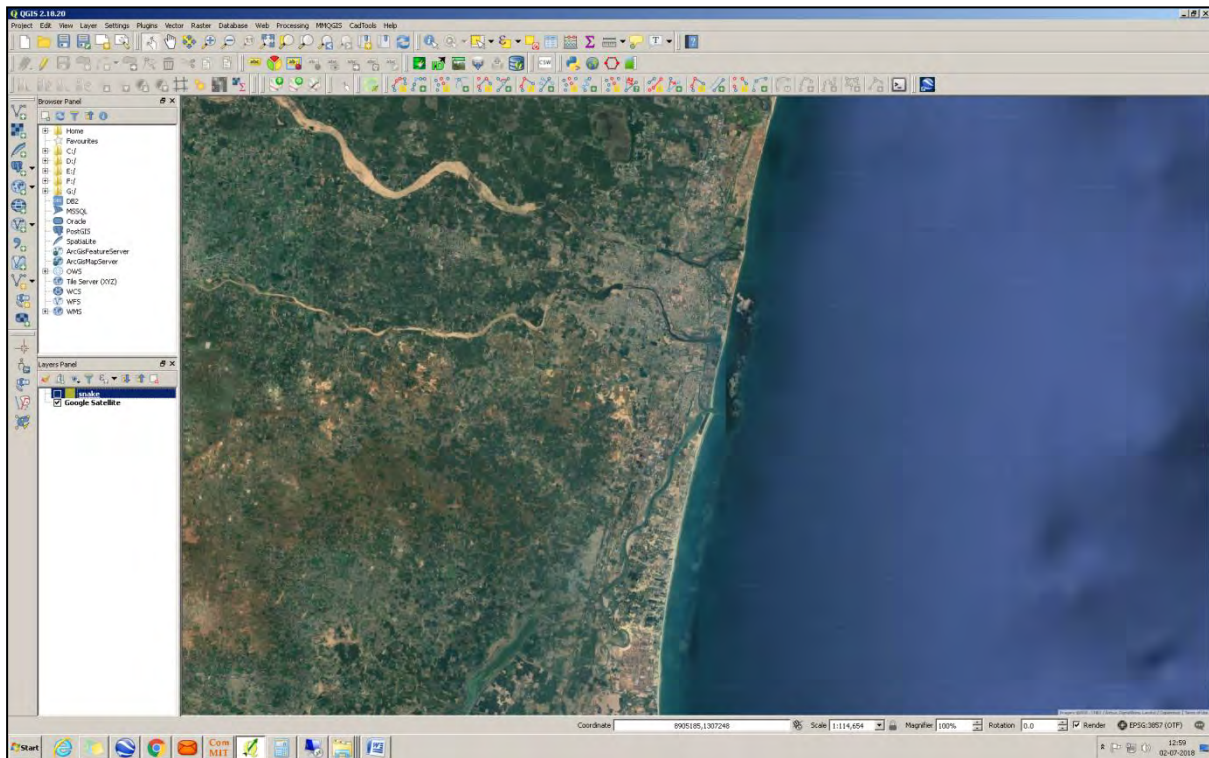 QGIS 2.18.20
Project Edit View Layer Settings Plugins Vector Raster Database Web Processing MMQGIS CadTools Help
CSW
Browser Panel
Home
Favourites
C:/
D:/
E:/
F:/
G:/
DB2
MSSQL
Oracle
PostGIS
SpatiaLite
ArcGisFeatureServer
ArcGisMapServer
OWS
Tile Server (XYZ)
WCS
WFS
WMS
Layers Panel
snake
Google Satellite
Coordinate 8905185,1307248 Scale 1:114,654 Magnifier 100% Rotation 0.0 Render EPSG:3857 (OTF)
Start
Com
MIT
12:59
02-07-2018